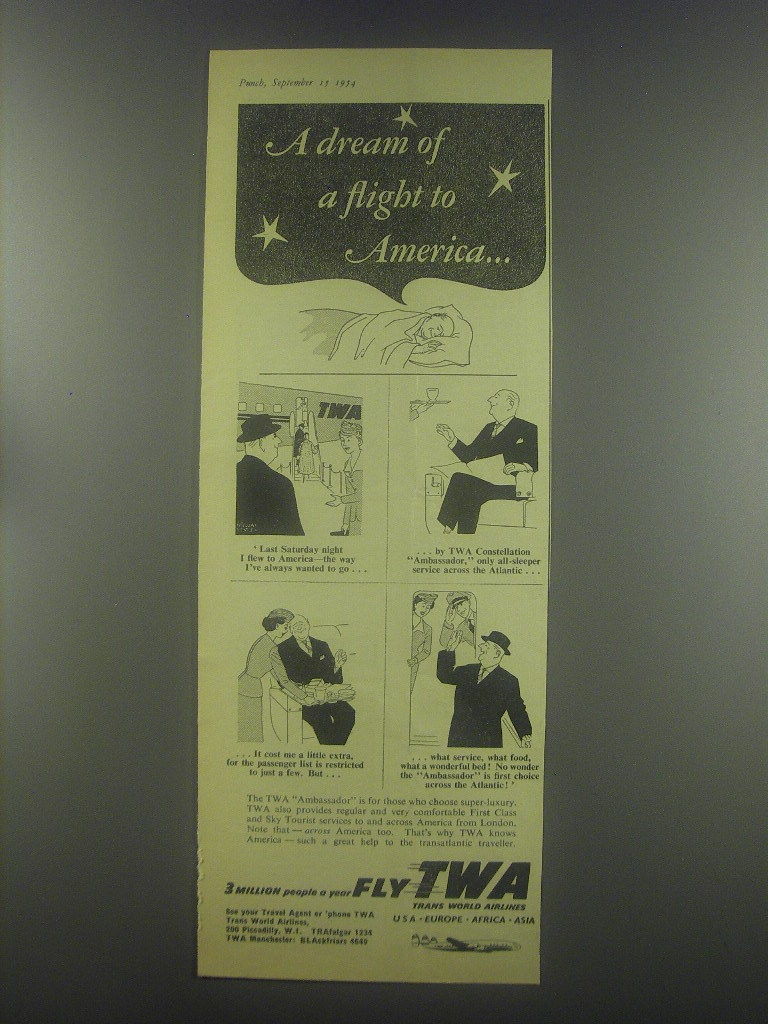 Punch, September 15 1954
A dream of
a flight to
America...
TWA
'Last Saturday night
I flew to America—the way
I've always wanted to go . . .
. . . by TWA Constellation
"Ambassador," only all-sleeper
service across the Atlantic . . .
. . . It cost me a little extra,
for the passenger list is restricted
to just a few. But . . .
. . . what service, what food,
what a wonderful bed! No wonder
the "Ambassador" is first choice
across the Atlantic!'
The TWA "Ambassador" is for those who choose super-luxury.
TWA also provides regular and very comfortable First Class
and Sky Tourist services to and across America from London.
Note that — across America too. That's why TWA knows
America — such a great help to the transatlantic traveller.
3 MILLION people a year FLY TWA
TRANS WORLD AIRLINES
USA · EUROPE · AFRICA · ASIA
See your Travel Agent or 'phone TWA
Trans World Airlines,
200 Piccadilly, W.1. TRAfalgar 1234
TWA Manchester: BLAckfriars 4649